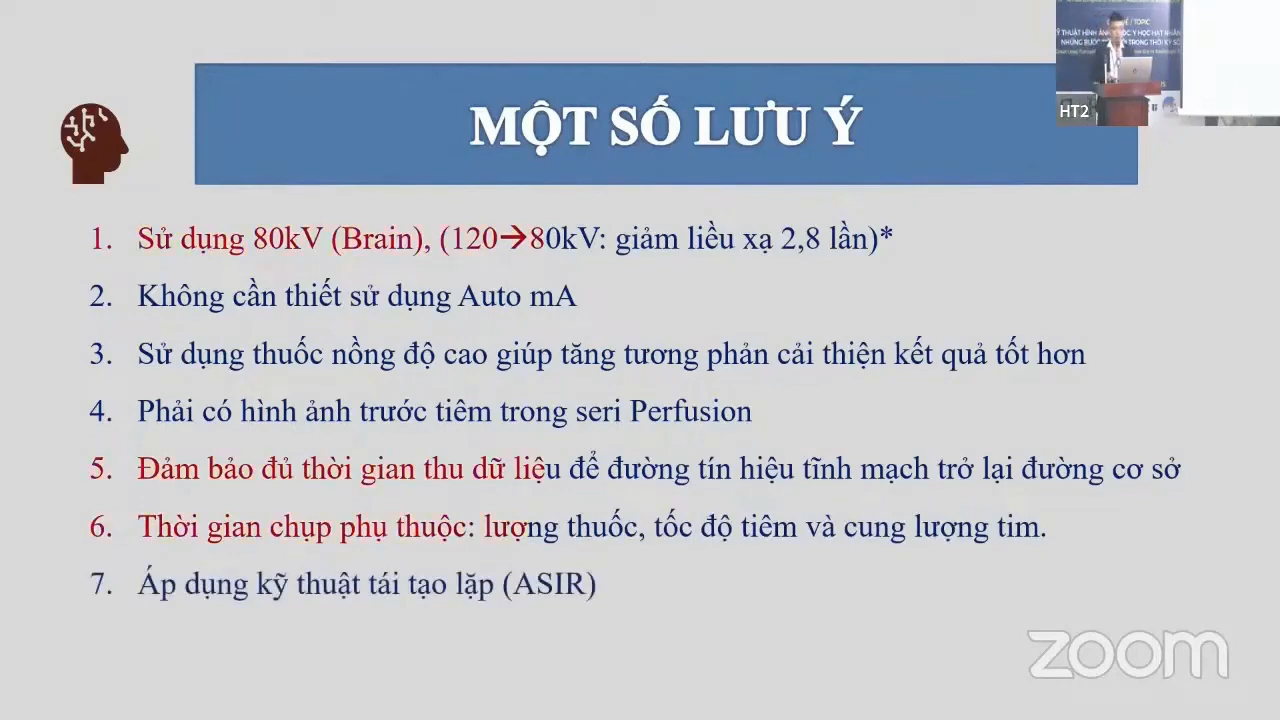 MỘT SỐ LƯU Ý
HT2
1. Sử dụng 80kV (Brain), (120→80kV: giảm liều xạ 2,8 lần)*
2. Không cần thiết sử dụng Auto mA
3. Sử dụng thuốc nồng độ cao giúp tăng tương phản cải thiện kết quả tốt hơn
4. Phải có hình ảnh trước tiêm trong seri Perfusion
5. Đảm bảo đủ thời gian thu dữ liệu để đường tín hiệu tĩnh mạch trở lại đường cơ sở
6. Thời gian chụp phụ thuộc: lượng thuốc, tốc độ tiêm và cung lượng tim.
7. Áp dụng kỹ thuật tái tạo lặp (ASIR)
zoom